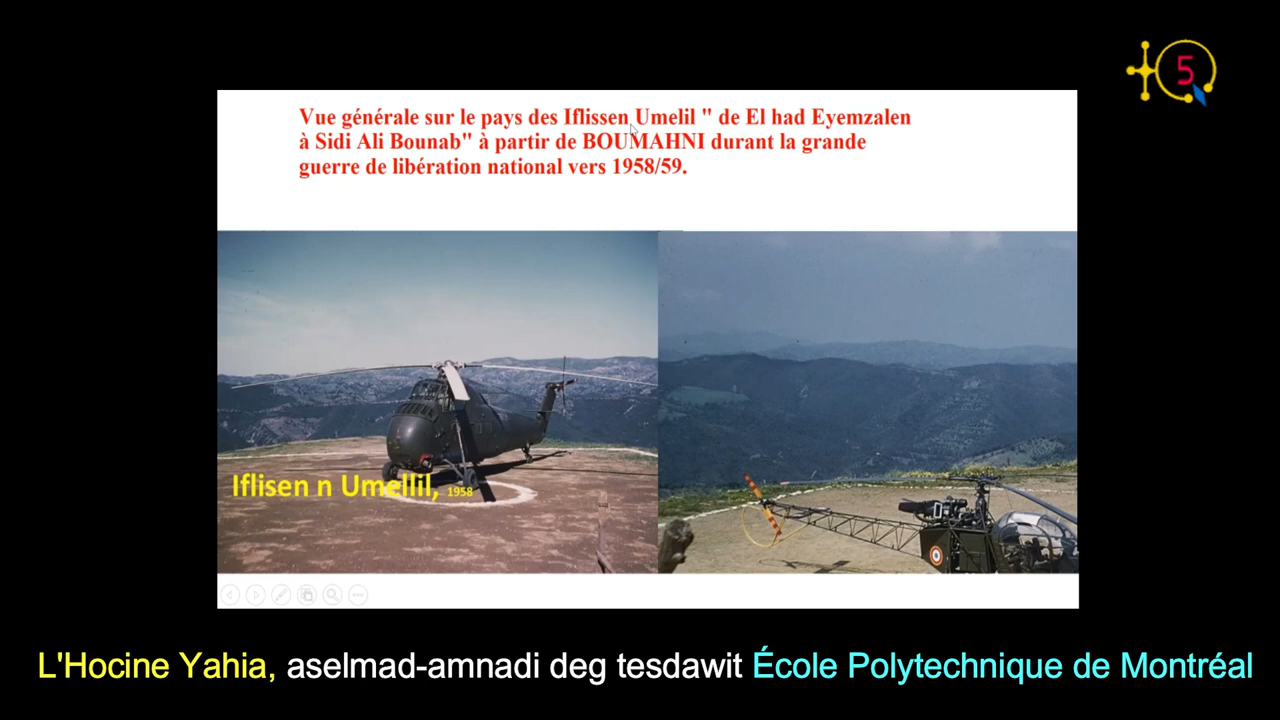 5
Vue générale sur le pays des Iflissen Umelil " de El had Eyemzalen
à Sidi Ali Bounab" à partir de BOUMAHNI durant la grande
guerre de libération national vers 1958/59.
Iflisen n Umellil, 1958
L'Hocine Yahia, aselmad-amnadi deg tesdawit École Polytechnique de Montréal